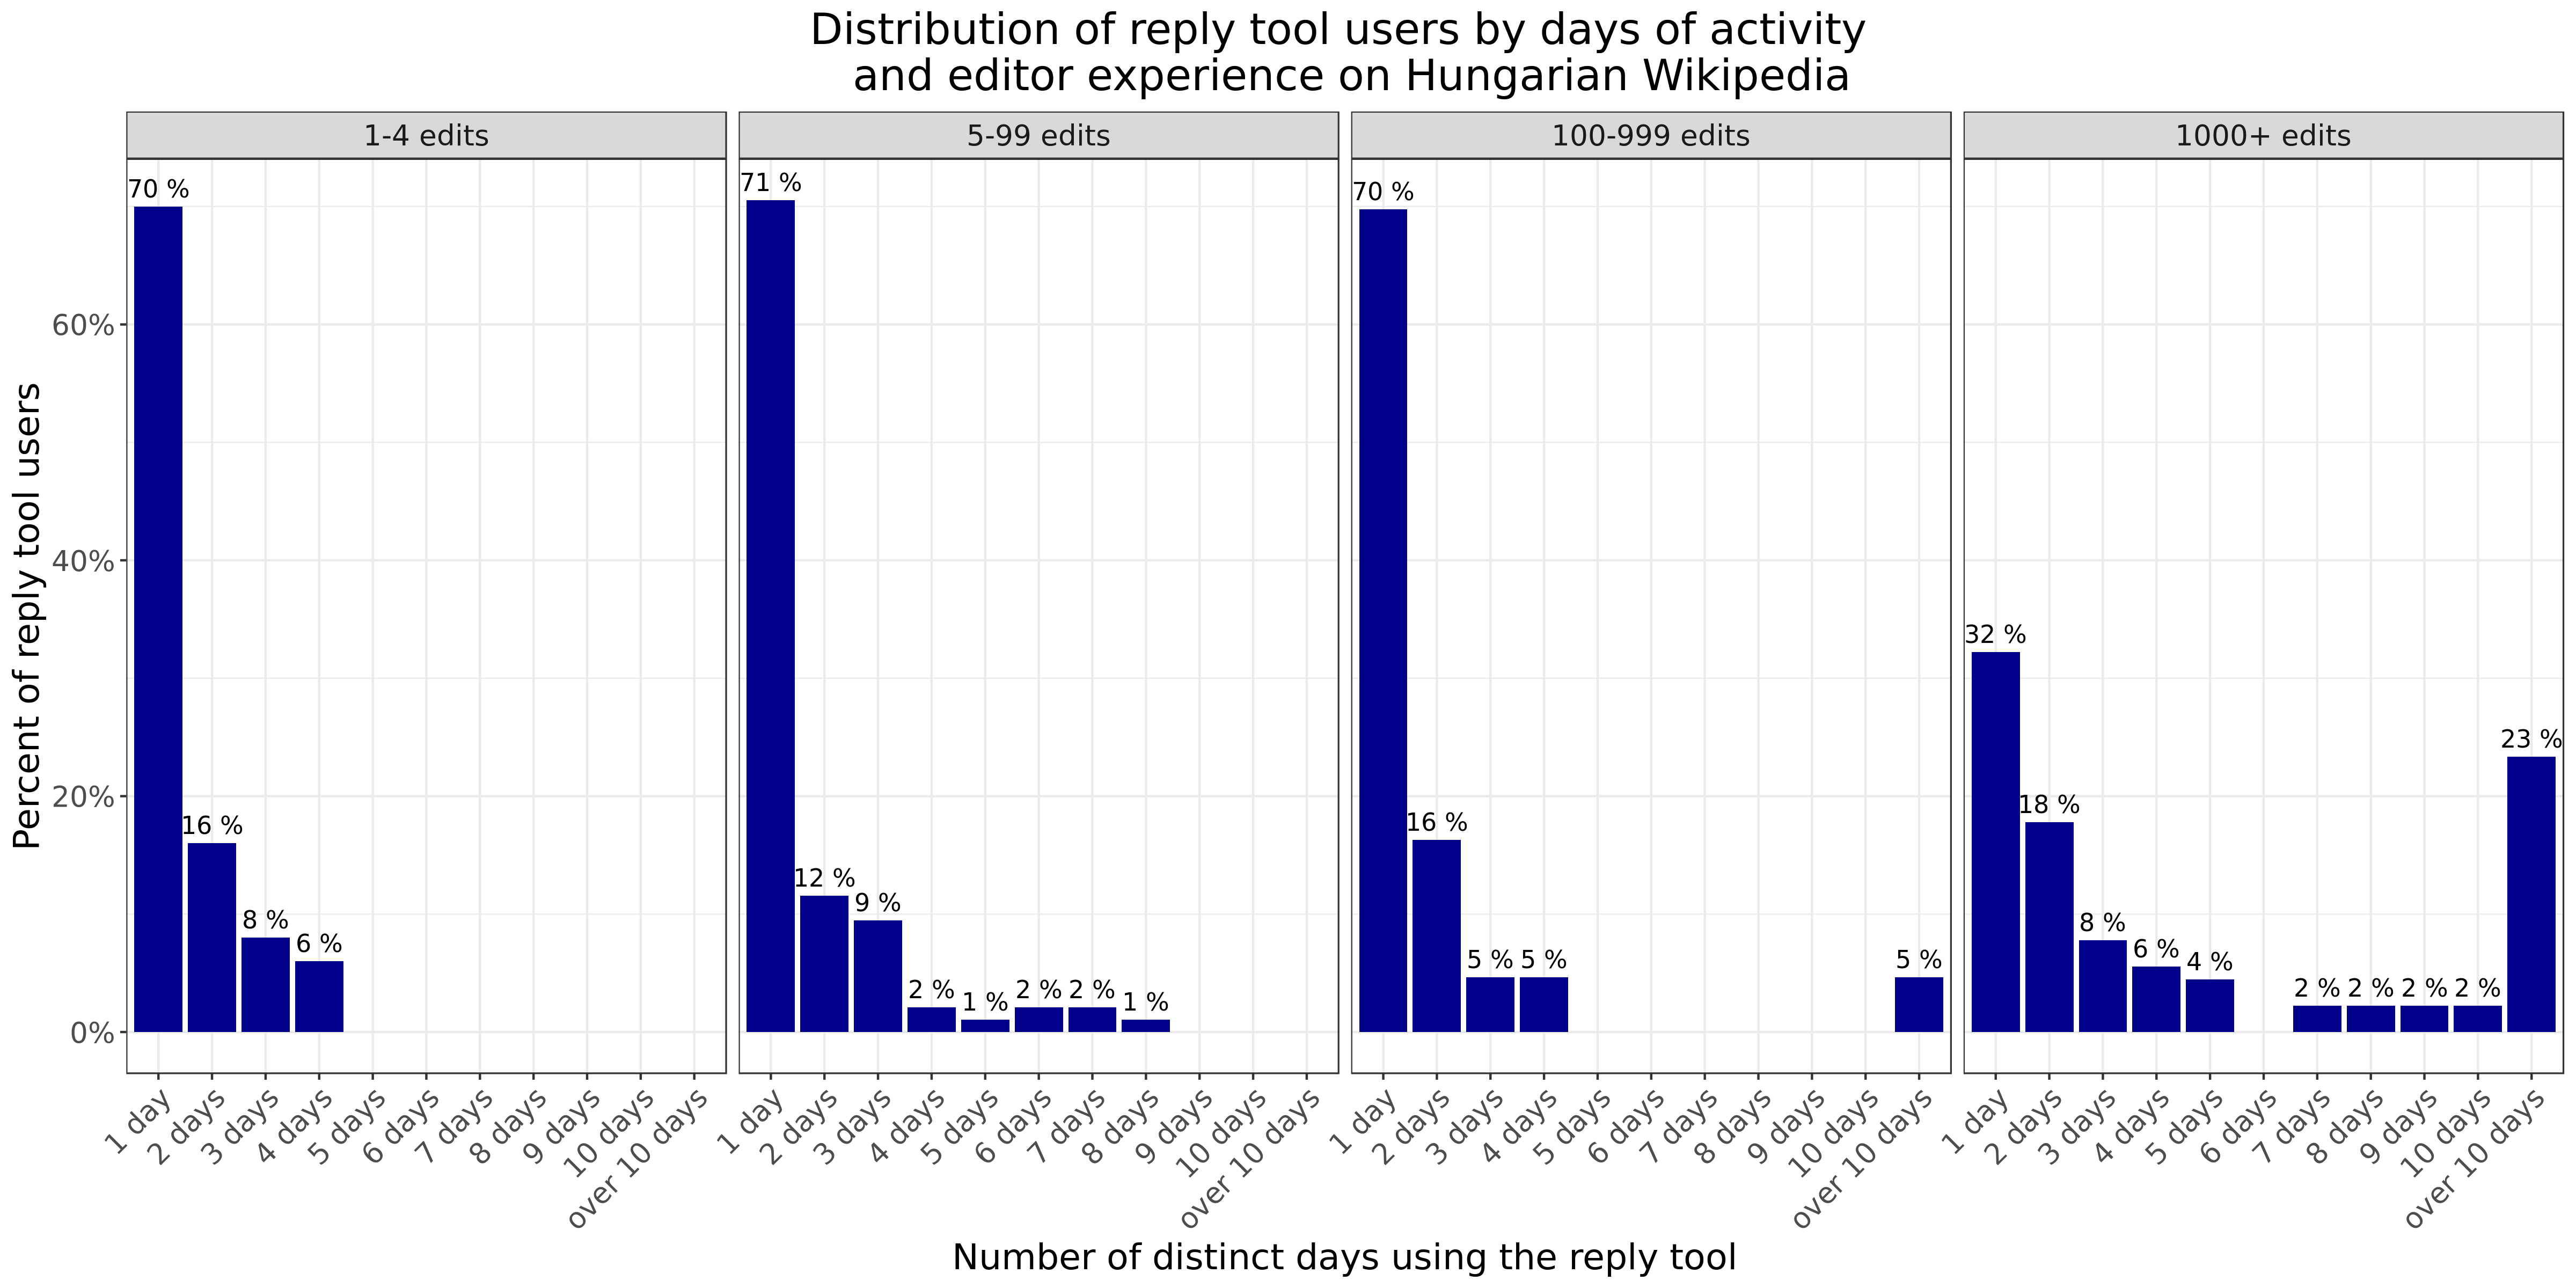 Distribution of reply tool users by days of activity
and editor experience on Hungarian Wikipedia
1-4 edits
5-99 edits
100-999 edits
1000+ edits
Percent of reply tool users
60%
40%
20%
0%
70 %
16 %
8 %
6 %
71 %
12 %
9 %
2 %
1 %
2 %
2 %
1 %
70 %
16 %
5 %
5 %
5 %
32 %
18 %
8 %
6 %
4 %
2 %
2 %
2 %
2 %
23 %
1 day
2 days
3 days
4 days
5 days
6 days
7 days
8 days
9 days
10 days
over 10 days
1 day
2 days
3 days
4 days
5 days
6 days
7 days
8 days
9 days
10 days
over 10 days
1 day
2 days
3 days
4 days
5 days
6 days
7 days
8 days
9 days
10 days
over 10 days
1 day
2 days
3 days
4 days
5 days
6 days
7 days
8 days
9 days
10 days
over 10 days
Number of distinct days using the reply tool